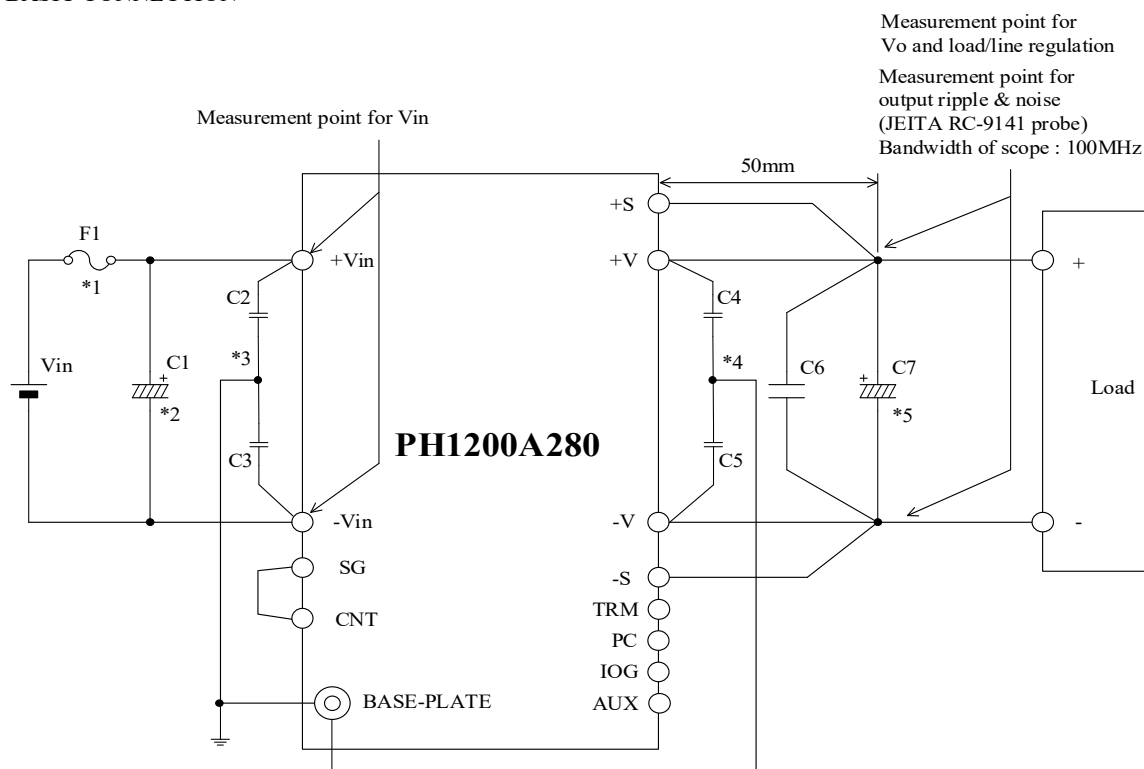 Measurement point for
Vo and load/line regulation
Measurement point for
output ripple & noise
(JEITA RC-9141 probe)
Bandwidth of scope : 100MHz
Measurement point for Vin
50mm
+S
F1
+Vin
+V
+
*1
C2
C4
Vin
C1
*3
*4
C6
C7
Load
*2
*5
PH1200A280
C3
C5
-Vin
-V
-
SG
-S
CNT
TRM
PC
IOG
BASE-PLATE
AUX